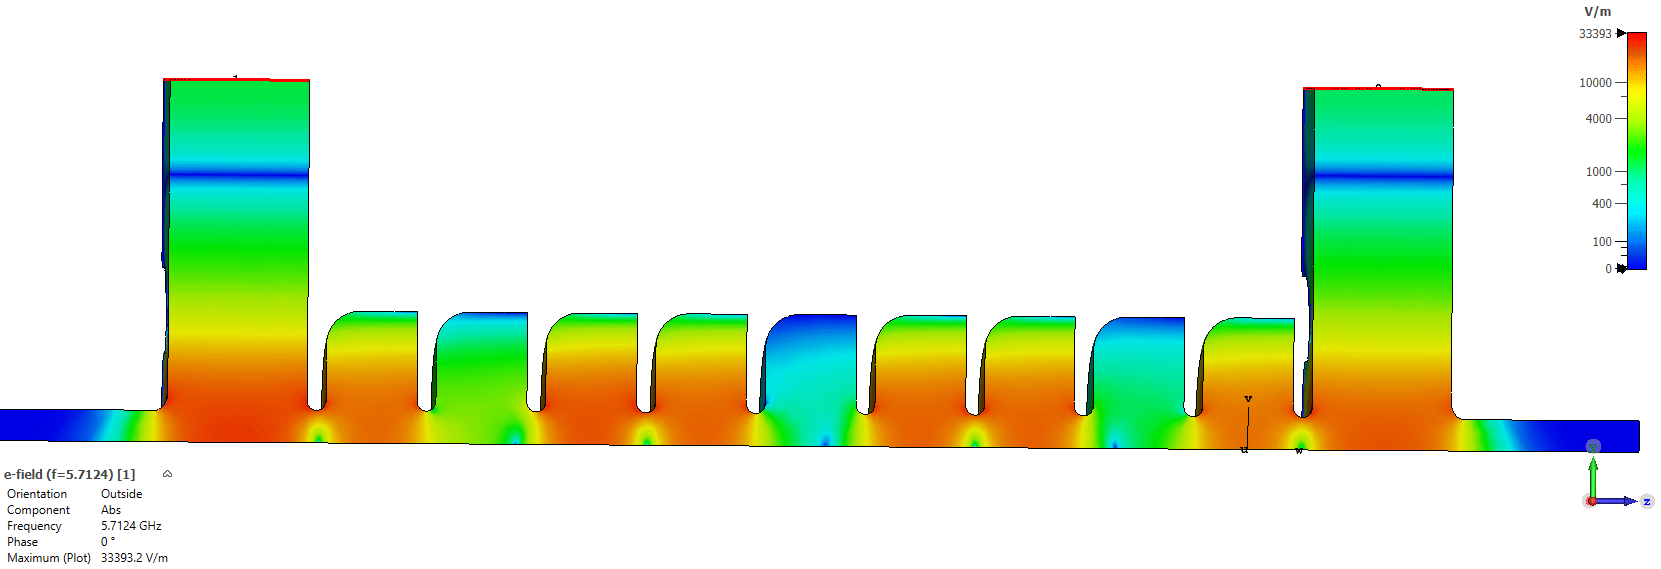 V/m
33393
10000
4000
1000
400
100
0
v
u
w
e-field (f=5.7124) [1]
Orientation Outside
Component Abs
Frequency 5.7124 GHz
Phase 0 °
Maximum (Plot) 33393.2 V/m
z